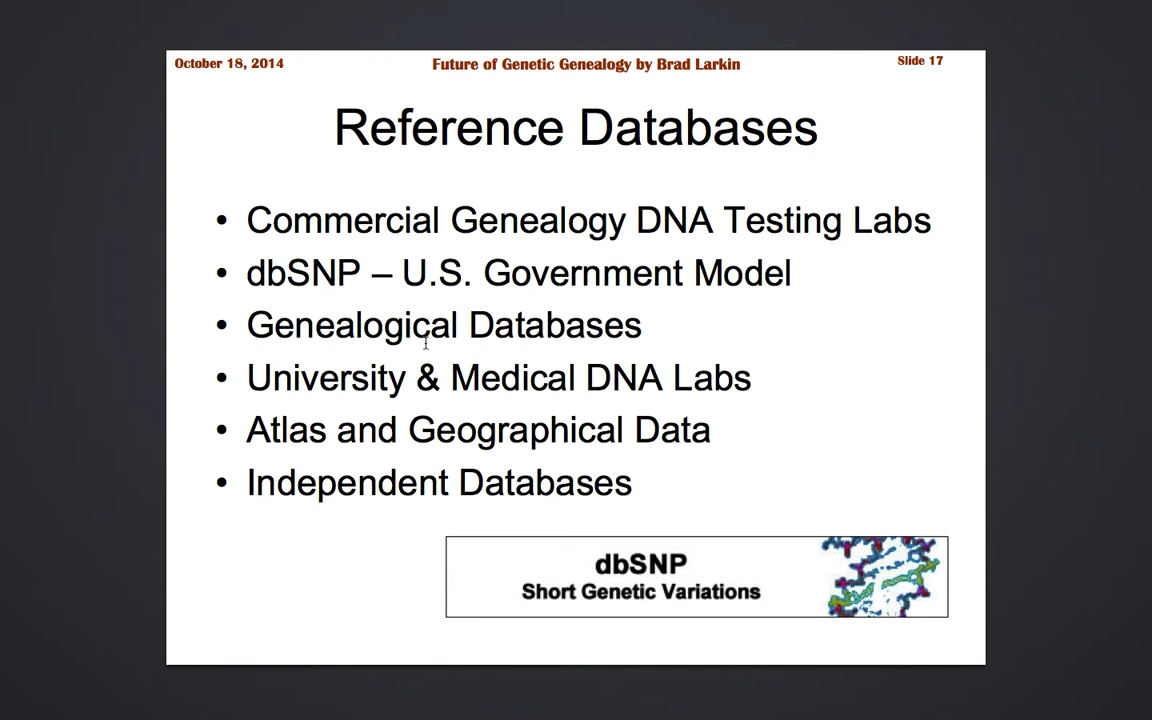 October 18, 2014
Future of Genetic Genealogy by Brad Larkin
Slide 17
Reference Databases
• Commercial Genealogy DNA Testing Labs
• dbSNP – U.S. Government Model
• Genealogical Databases
• University & Medical DNA Labs
• Atlas and Geographical Data
• Independent Databases
dbSNP
Short Genetic Variations